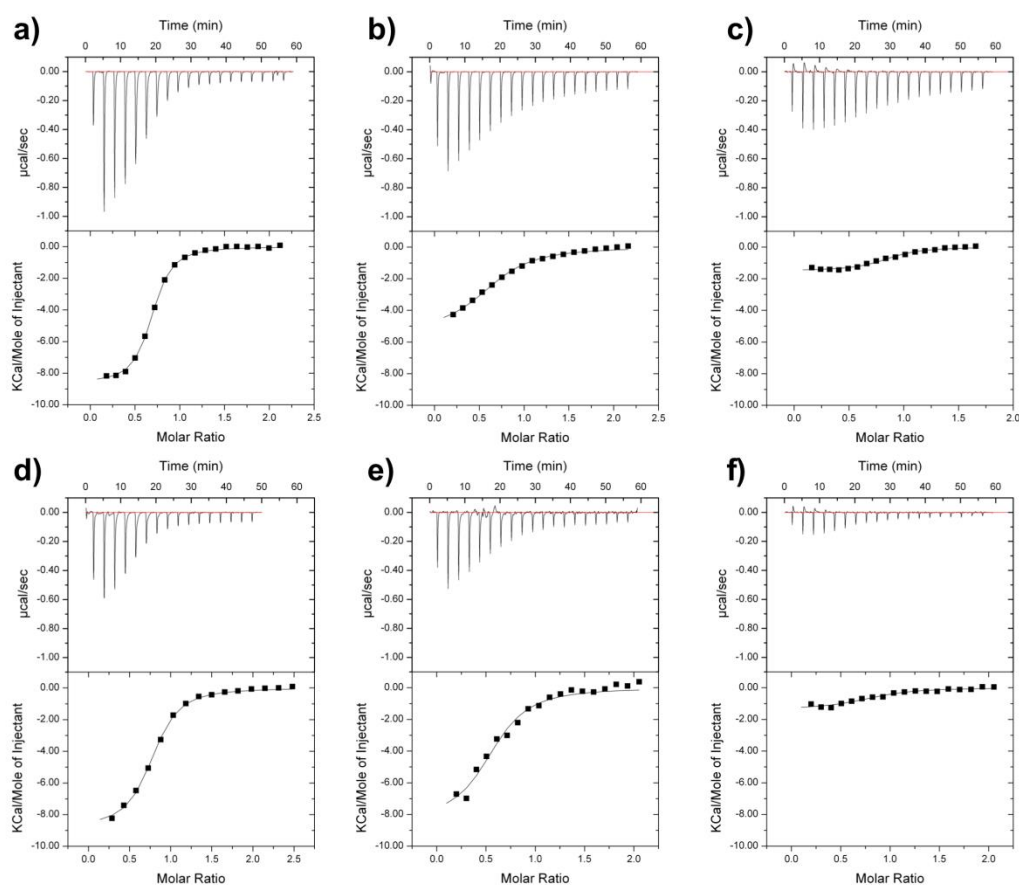 a)
Time (min)
0 10 20 30 40 50 60
0.00
-0.20
-0.40
-0.60
-0.80
-1.00
µcal/sec
0.00
-2.00
-4.00
-6.00
-8.00
-10.00
KCal/Mole of Injectant
0.0 0.5 1.0 1.5 2.0 2.5
Molar Ratio
b)
Time (min)
0 10 20 30 40 50 60
0.00
-0.20
-0.40
-0.60
-0.80
-1.00
µcal/sec
0.00
-2.00
-4.00
-6.00
-8.00
-10.00
KCal/Mole of Injectant
0.0 0.5 1.0 1.5 2.0 2.5
Molar Ratio
c)
Time (min)
0 10 20 30 40 50 60
0.00
-0.20
-0.40
-0.60
-0.80
-1.00
µcal/sec
0.00
-2.00
-4.00
-6.00
-8.00
-10.00
KCal/Mole of Injectant
0.0 0.5 1.0 1.5 2.0
Molar Ratio
d)
Time (min)
0 10 20 30 40 50 60
0.00
-0.20
-0.40
-0.60
-0.80
-1.00
µcal/sec
0.00
-2.00
-4.00
-6.00
-8.00
-10.00
KCal/Mole of Injectant
0.0 0.5 1.0 1.5 2.0 2.5
Molar Ratio
e)
Time (min)
0 10 20 30 40 50 60
0.00
-0.20
-0.40
-0.60
-0.80
-1.00
µcal/sec
0.00
-2.00
-4.00
-6.00
-8.00
-10.00
KCal/Mole of Injectant
0.0 0.5 1.0 1.5 2.0
Molar Ratio
f)
Time (min)
0 10 20 30 40 50 60
0.00
-0.20
-0.40
-0.60
-0.80
-1.00
µcal/sec
0.00
-2.00
-4.00
-6.00
-8.00
-10.00
KCal/Mole of Injectant
0.0 0.5 1.0 1.5 2.0
Molar Ratio